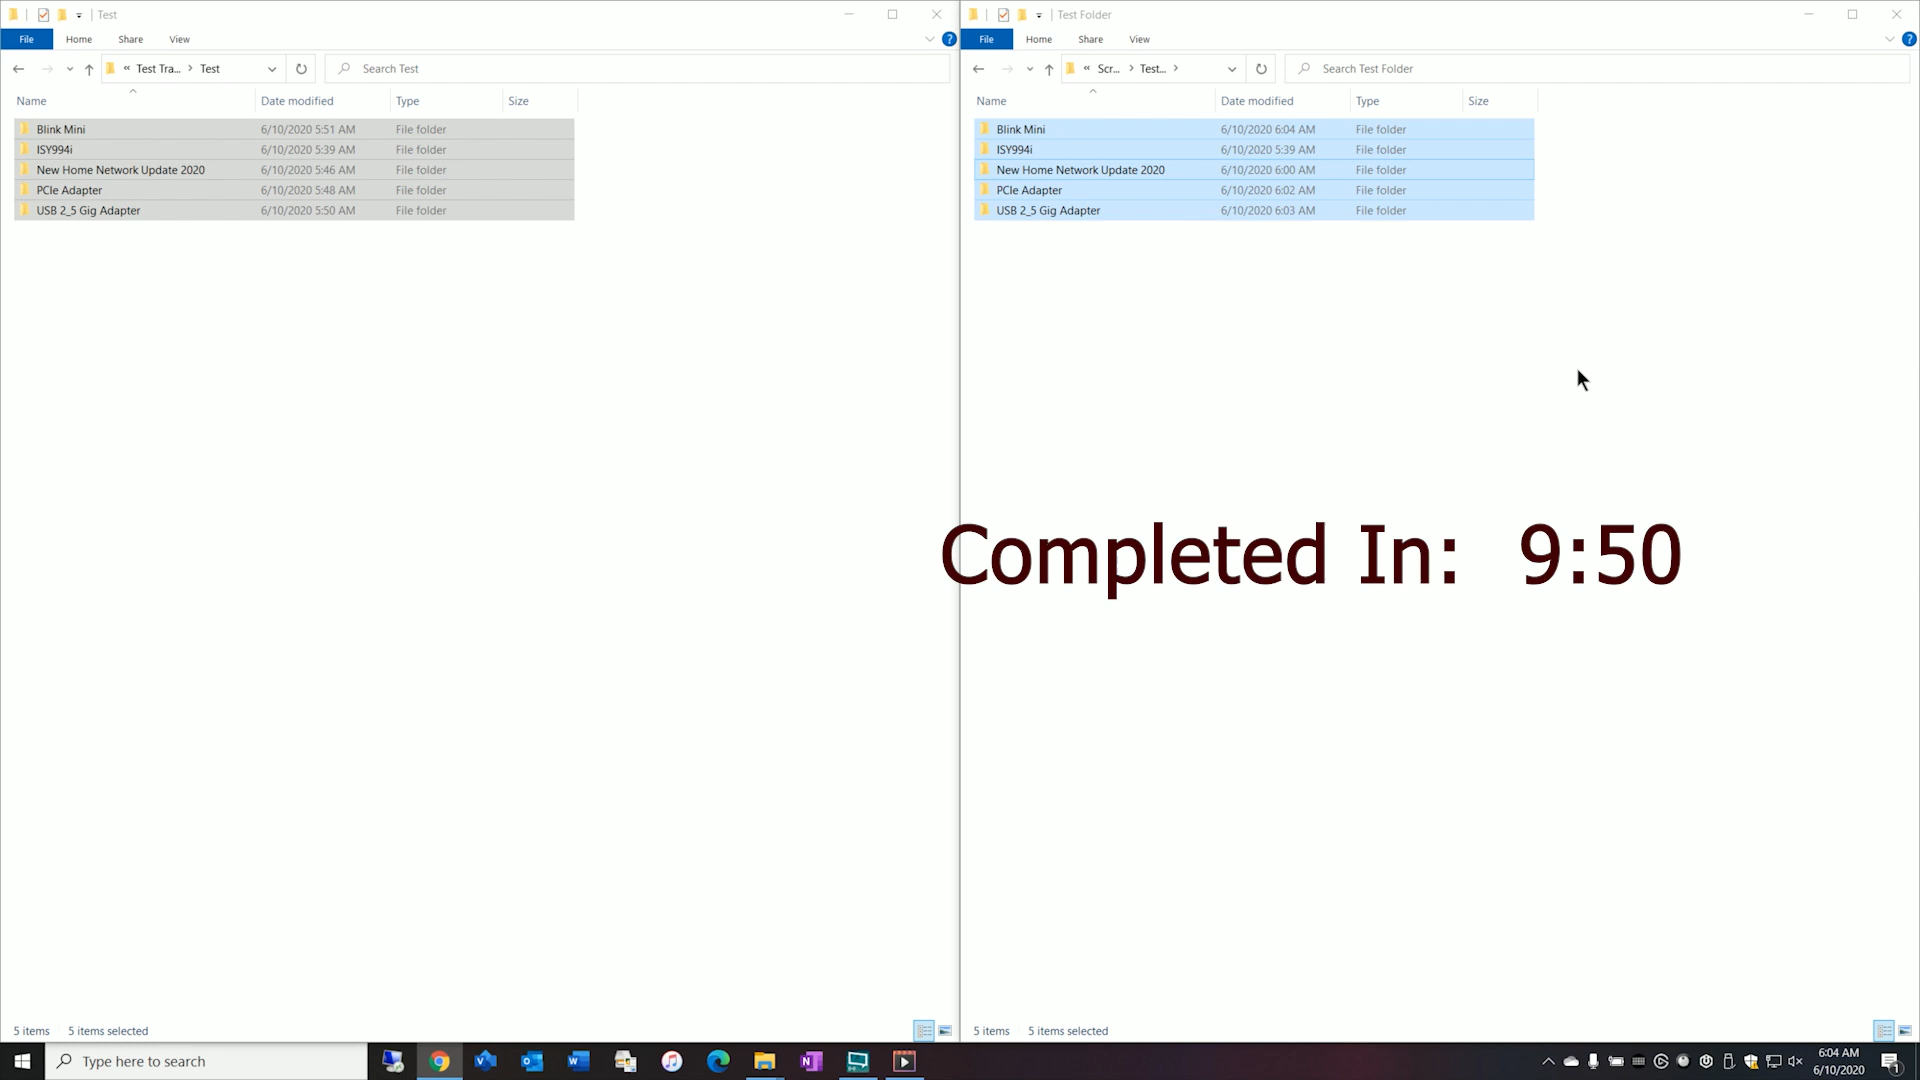 Test
File Home Share View
« Test Tra... > Test
Search Test
Name Date modified Type Size
Blink Mini 6/10/2020 5:51 AM File folder
ISY994i 6/10/2020 5:39 AM File folder
New Home Network Update 2020 6/10/2020 5:46 AM File folder
PCIe Adapter 6/10/2020 5:48 AM File folder
USB 2_5 Gig Adapter 6/10/2020 5:50 AM File folder
5 items 5 items selected
Test Folder
File Home Share View
« Scr... > Test... >
Search Test Folder
Name Date modified Type Size
Blink Mini 6/10/2020 6:04 AM File folder
ISY994i 6/10/2020 5:39 AM File folder
New Home Network Update 2020 6/10/2020 6:00 AM File folder
PCIe Adapter 6/10/2020 6:02 AM File folder
USB 2_5 Gig Adapter 6/10/2020 6:03 AM File folder
Completed In: 9:50
5 items 5 items selected
Type here to search
6:04 AM
6/10/2020
1